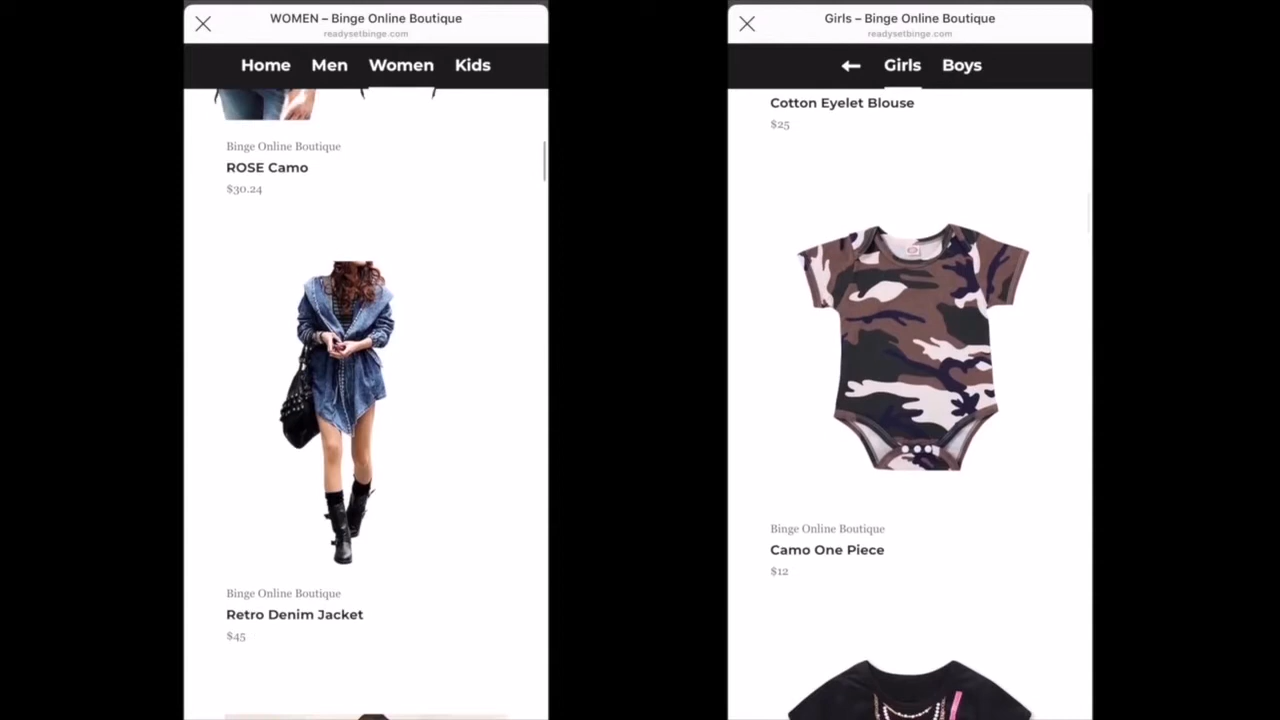 WOMEN – Binge Online Boutique
readysetbinge.com
Home Men Women Kids
Binge Online Boutique
ROSE Camo
$30.24
Binge Online Boutique
Retro Denim Jacket
$45
Girls – Binge Online Boutique
readysetbinge.com
Girls Boys
Cotton Eyelet Blouse
$25
Binge Online Boutique
Camo One Piece
$12